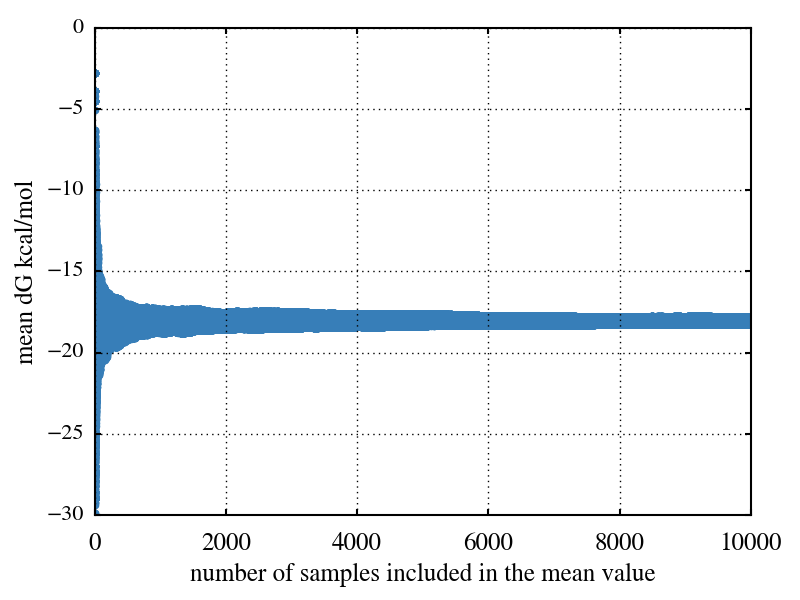 0
−5
−10
−15
−20
−25
−30
mean dG kcal/mol
0 2000 4000 6000 8000 10000
number of samples included in the mean value